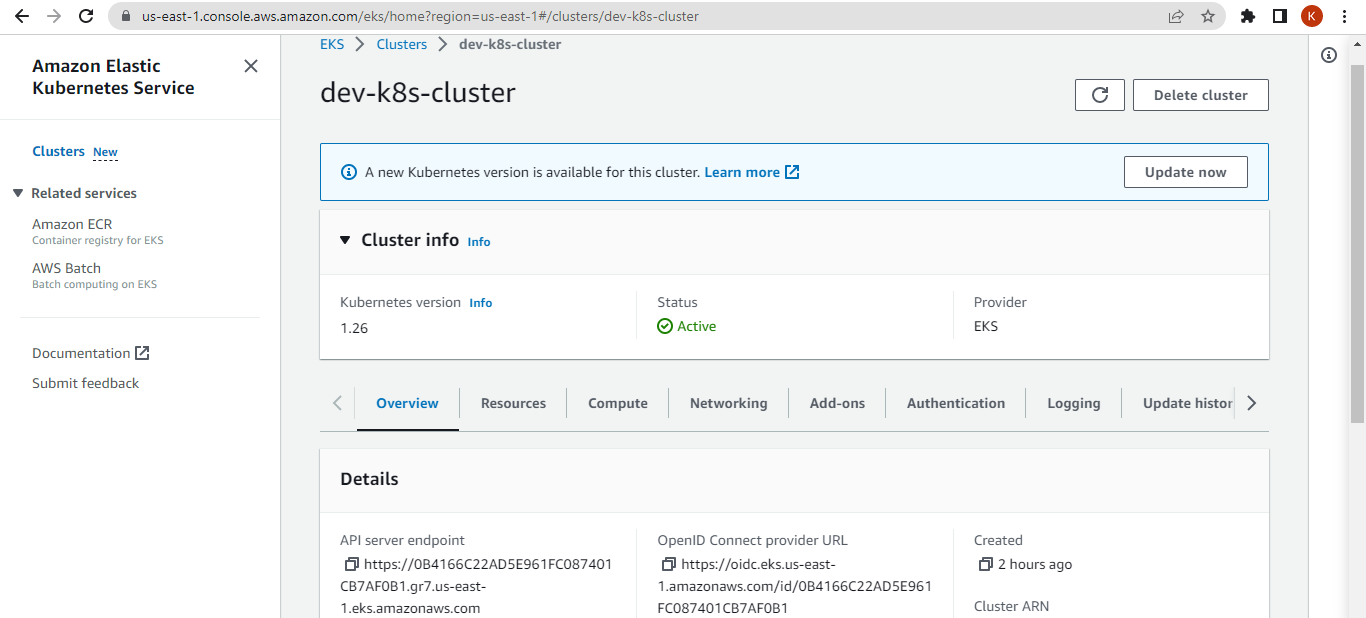 us-east-1.console.aws.amazon.com/eks/home?region=us-east-1#/clusters/dev-k8s-cluster
K
Amazon Elastic
Kubernetes Service
Clusters New
Related services
Amazon ECR
Container registry for EKS
AWS Batch
Batch computing on EKS
Documentation
Submit feedback
EKS
Clusters
dev-k8s-cluster
dev-k8s-cluster
Delete cluster
A new Kubernetes version is available for this cluster. Learn more
Update now
Cluster info Info
Kubernetes version Info
1.26
Status
Active
Provider
EKS
Overview
Resources
Compute
Networking
Add-ons
Authentication
Logging
Update histor
Details
API server endpoint
https://0B4166C22AD5E961FC087401
CB7AF0B1.gr7.us-east-
1.eks.amazonaws.com
OpenID Connect provider URL
https://oidc.eks.us-east-
1.amazonaws.com/id/0B4166C22AD5E961
FC087401CB7AF0B1
Created
2 hours ago
Cluster ARN